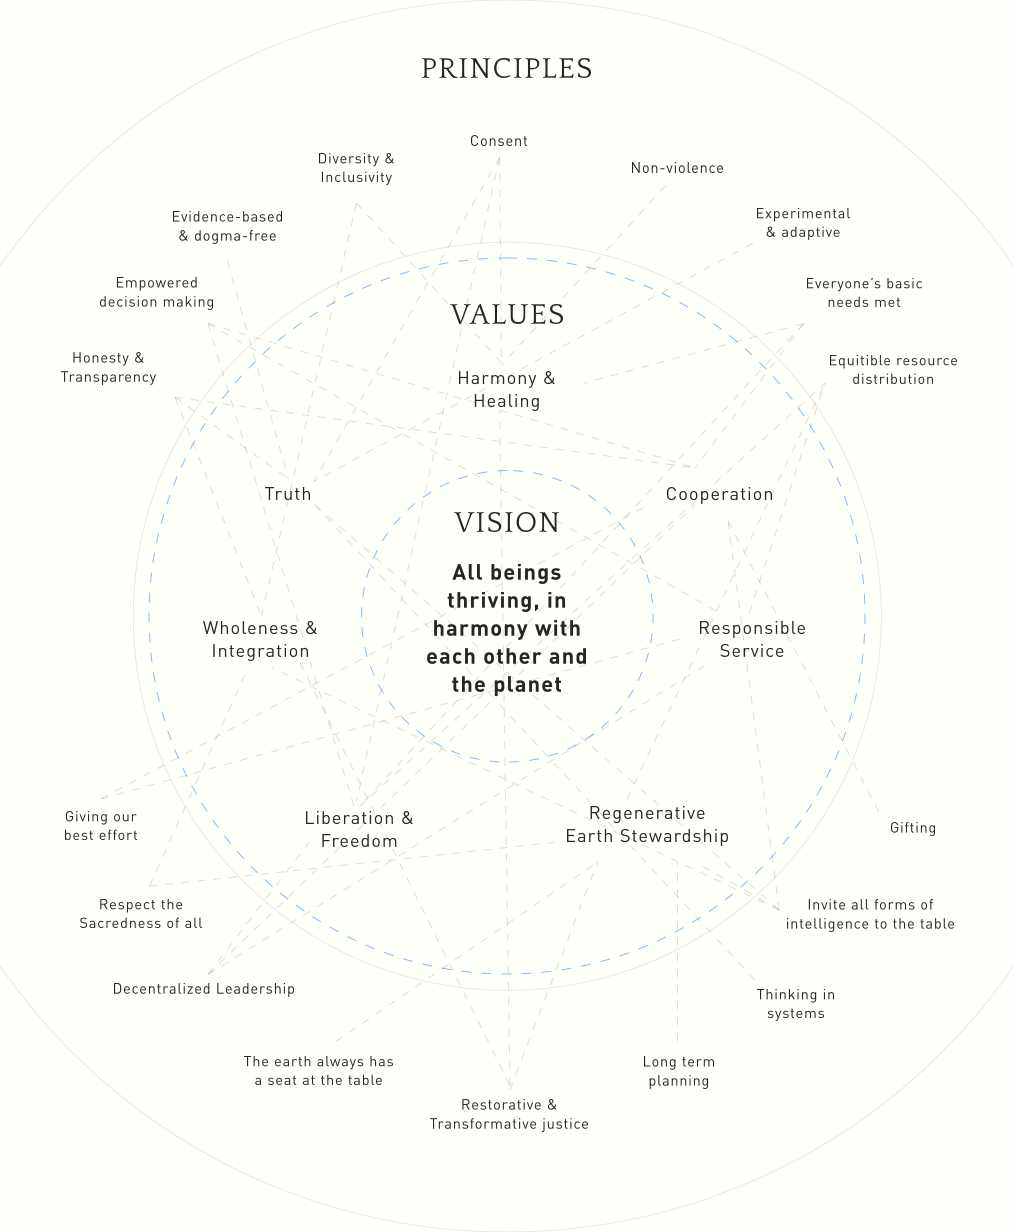 PRINCIPLES
Consent
Diversity &
Inclusivity
Non-violence
Evidence-based
& dogma-free
Experimental
& adaptive
Empowered
decision making
Everyone's basic
needs met
Honesty &
Transparency
Equitible resource
distribution
VALUES
Harmony &
Healing
Truth
Cooperation
VISION
All beings
thriving, in
harmony with
each other and
the planet
Wholeness &
Integration
Responsible
Service
Liberation &
Freedom
Regenerative
Earth Stewardship
Giving our
best effort
Gifting
Respect the
Sacredness of all
Invite all forms of
intelligence to the table
Decentralized Leadership
Thinking in
systems
The earth always has
a seat at the table
Long term
planning
Restorative &
Transformative justice